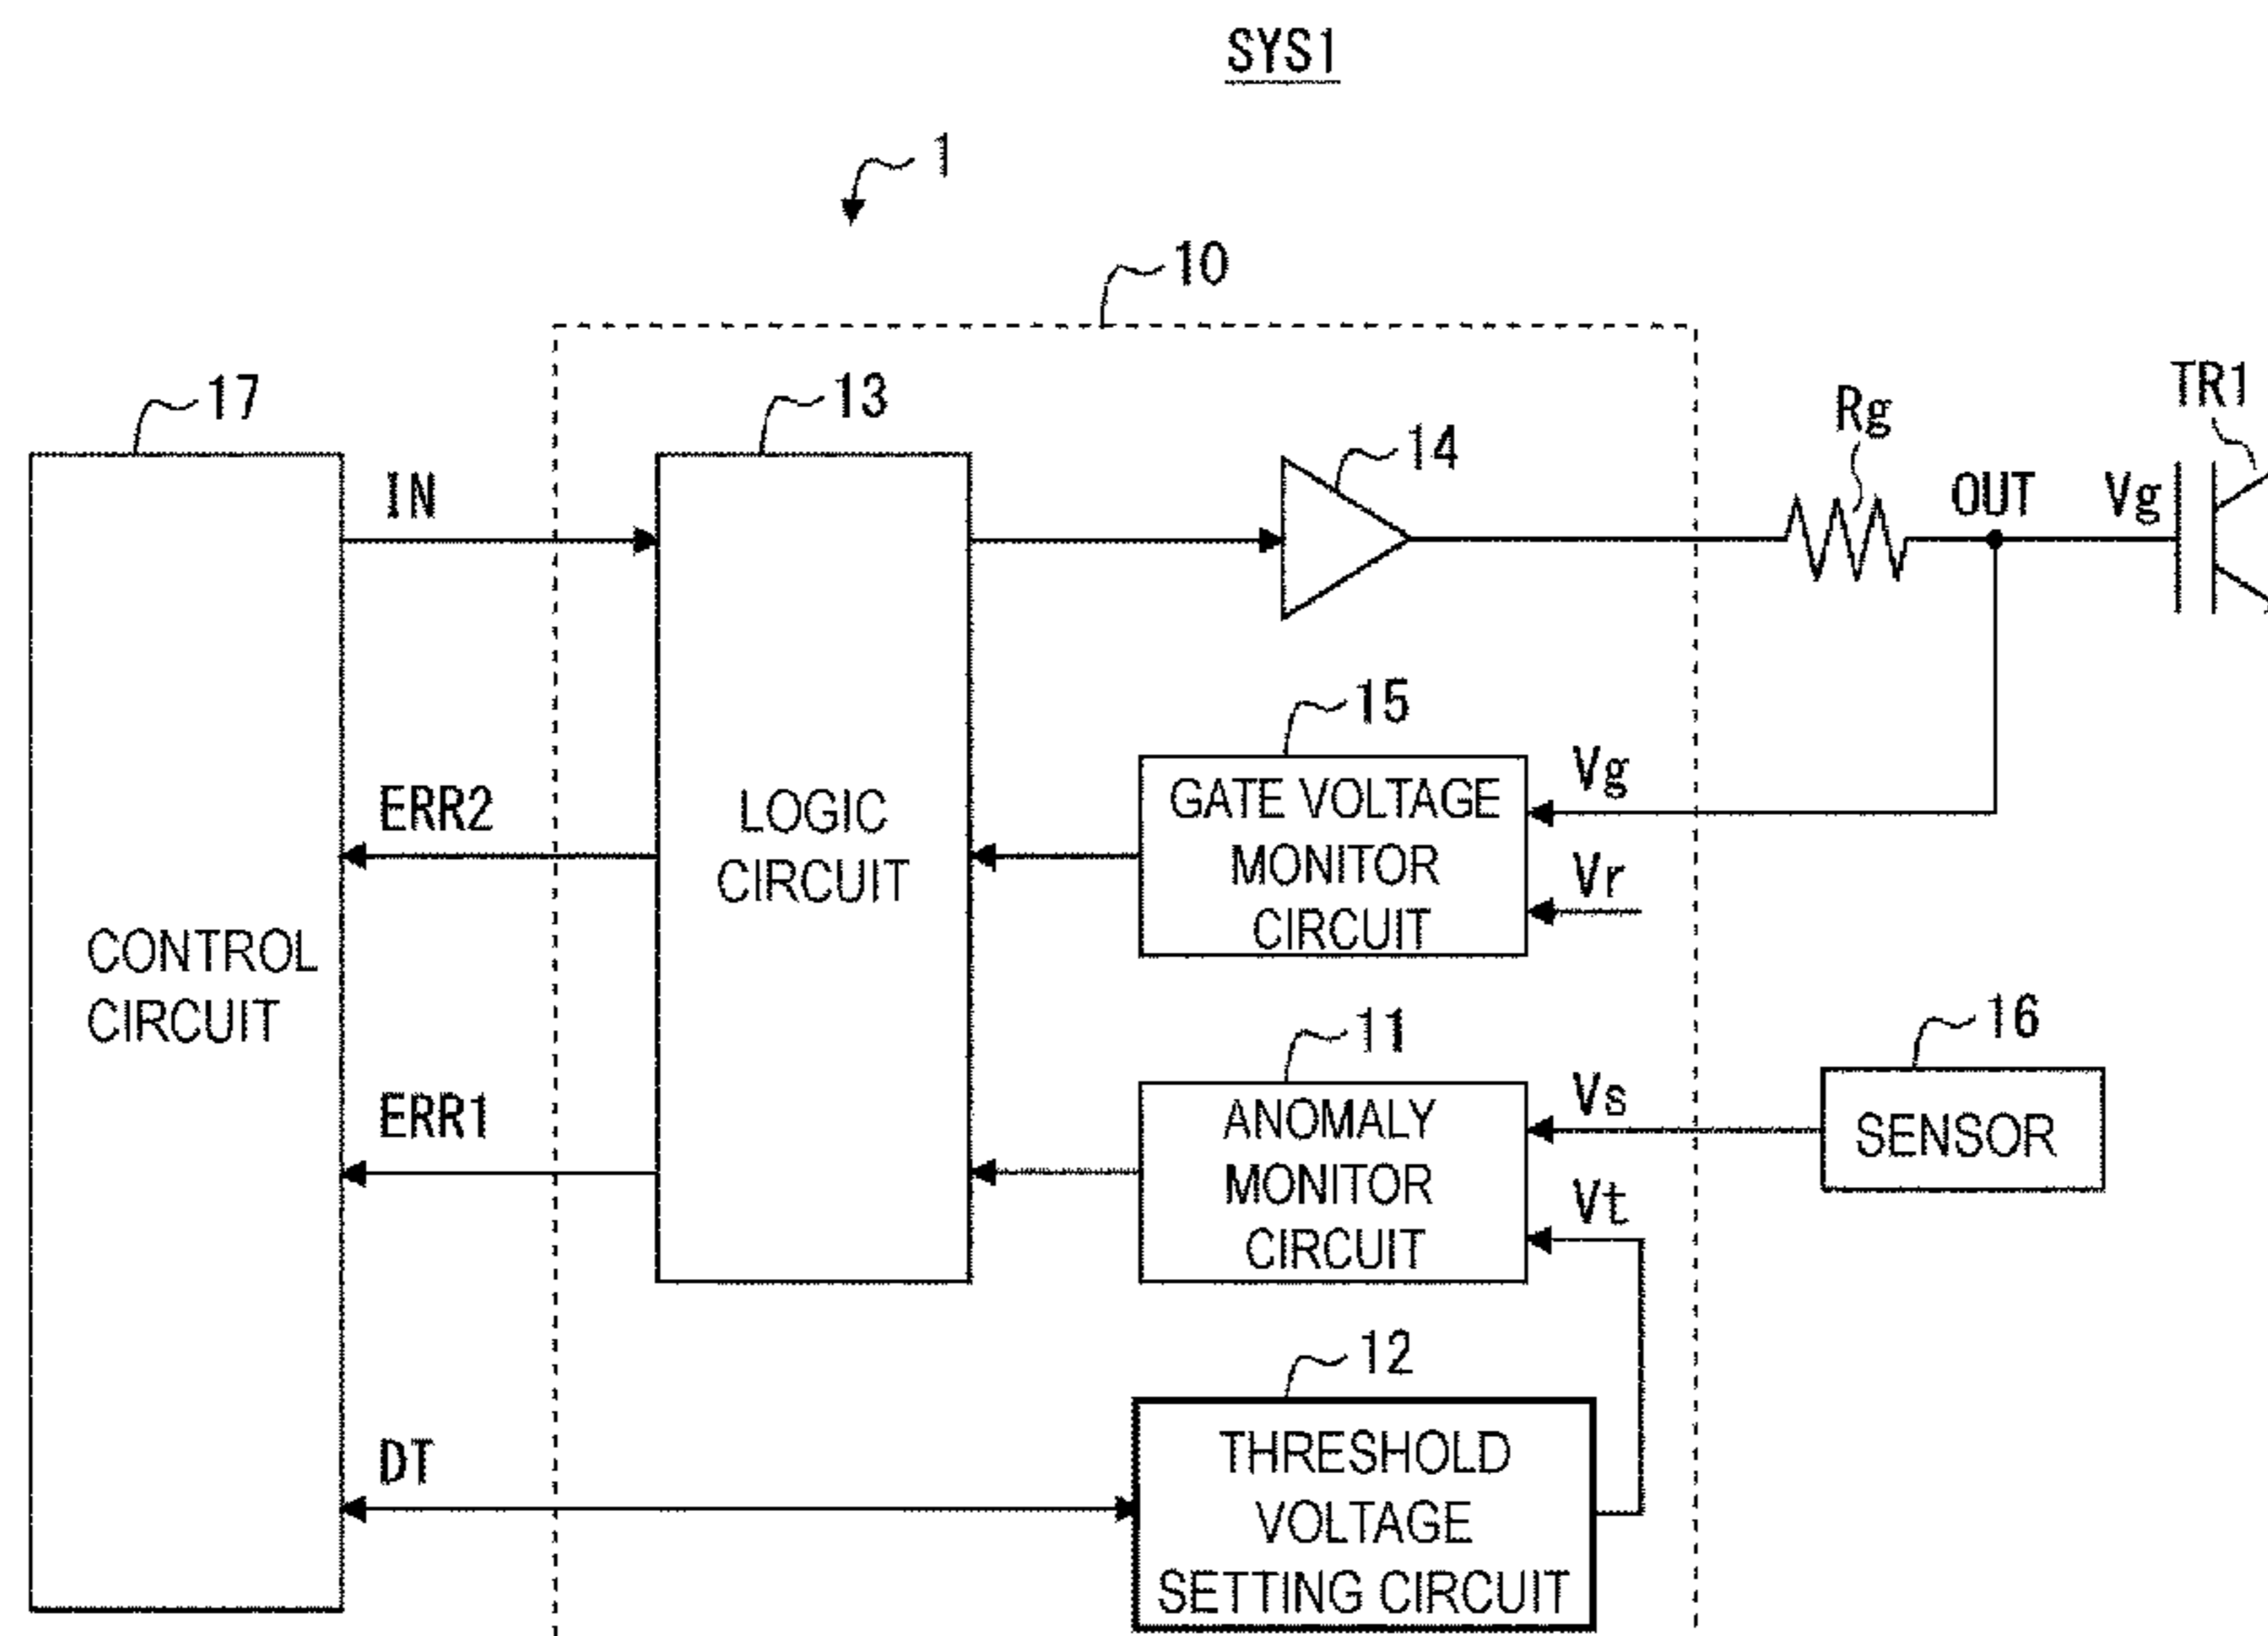 SYS1
1
10
17
13
14
Rg
TR1
IN
OUT
Vg
15
Vg
ERR2
LOGIC
CIRCUIT
GATE VOLTAGE
MONITOR
CIRCUIT
Vr
CONTROL
CIRCUIT
11
16
ERR1
ANOMALY
MONITOR
CIRCUIT
Vs
SENSOR
Vt
12
DT
THRESHOLD
VOLTAGE
SETTING CIRCUIT